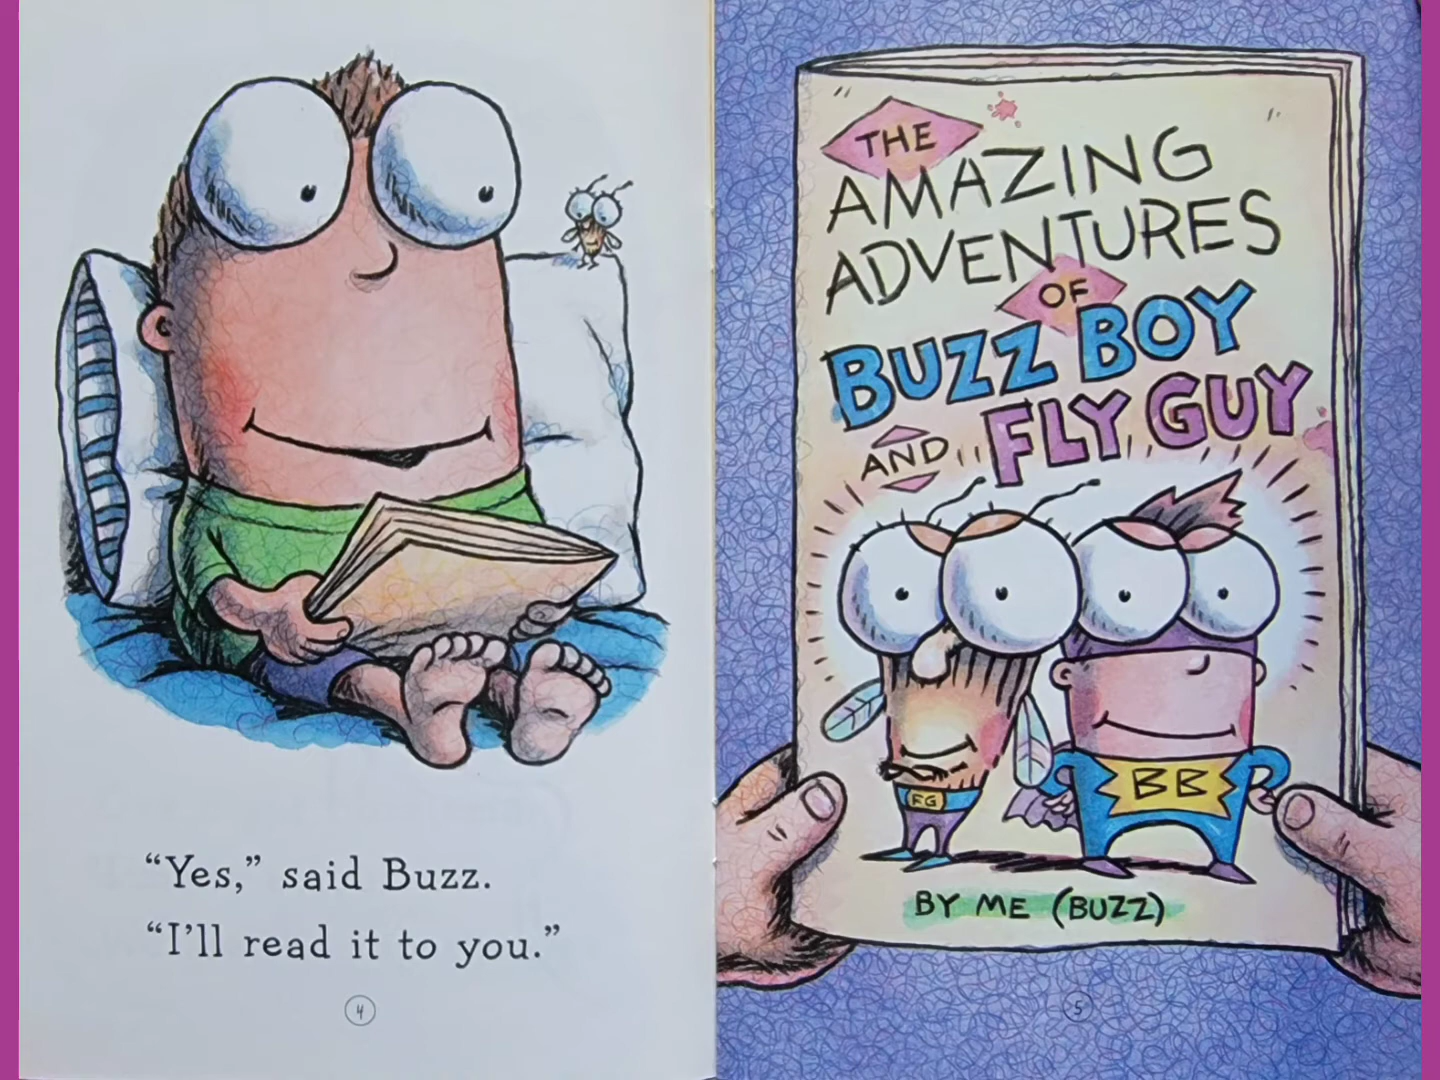 “Yes,” said Buzz.
“I’ll read it to you.”
4
THE
AMAZING
ADVENTURES
OF
BUZZ BOY
AND FLY GUY
FG
BB
BY ME (BUZZ)
5